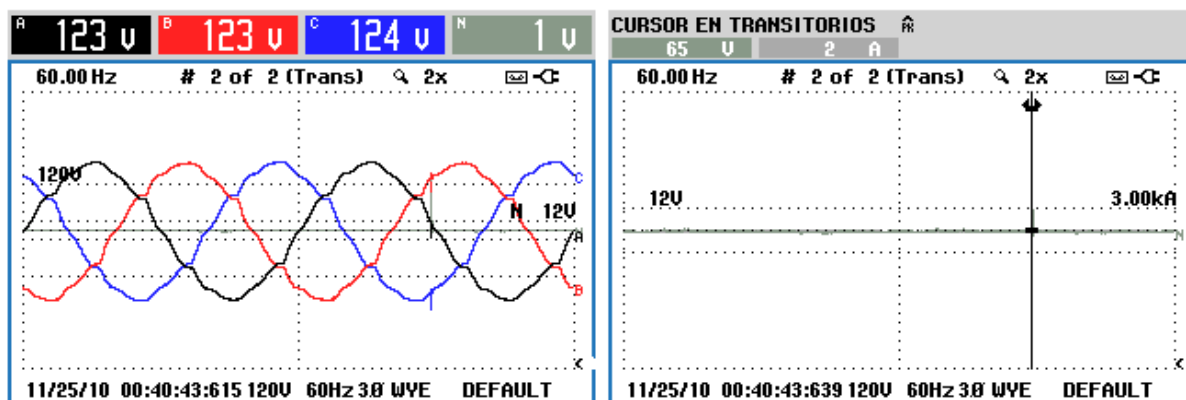 A 123 V B 123 V C 124 V N 1 V
60.00 Hz # 2 of 2 (Trans) 2x
120V
C
N 12V
N
A
B
11/25/10 00:40:43:615 120V 60Hz 3Ø WYE DEFAULT
CURSOR EN TRANSITORIOS
65 V 2 A
60.00 Hz # 2 of 2 (Trans) 2x
12V 3.00kA
N
11/25/10 00:40:43:639 120V 60Hz 3Ø WYE DEFAULT